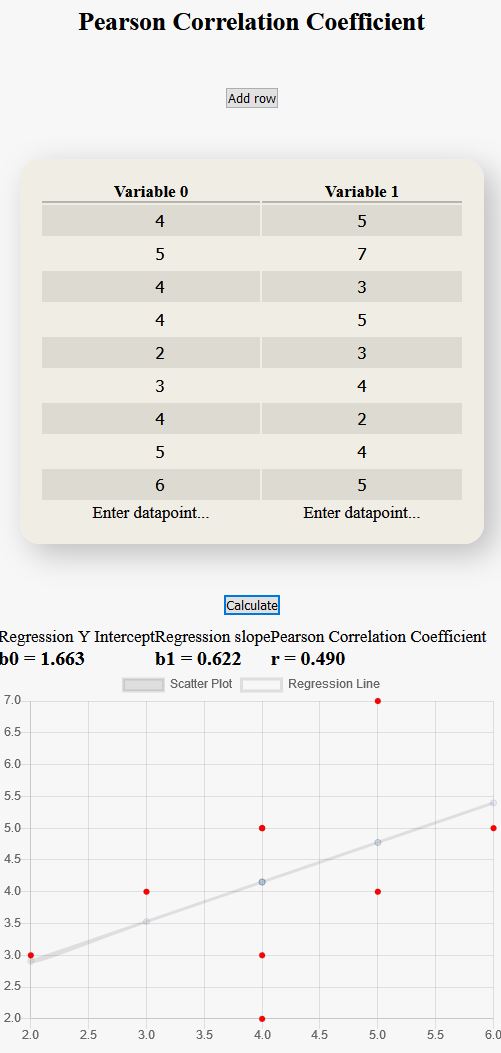 Pearson Correlation Coefficient
Add row
Variable 0 Variable 1
4 5
5 7
4 3
4 5
2 3
3 4
4 2
5 4
6 5
Enter datapoint... Enter datapoint...
Calculate
Regression Y Intercept Regression slope Pearson Correlation Coefficient
b0 = 1.663 b1 = 0.622 r = 0.490
Scatter Plot Regression Line
7.0
6.5
6.0
5.5
5.0
4.5
4.0
3.5
3.0
2.5
2.0
2.0 2.5 3.0 3.5 4.0 4.5 5.0 5.5 6.0